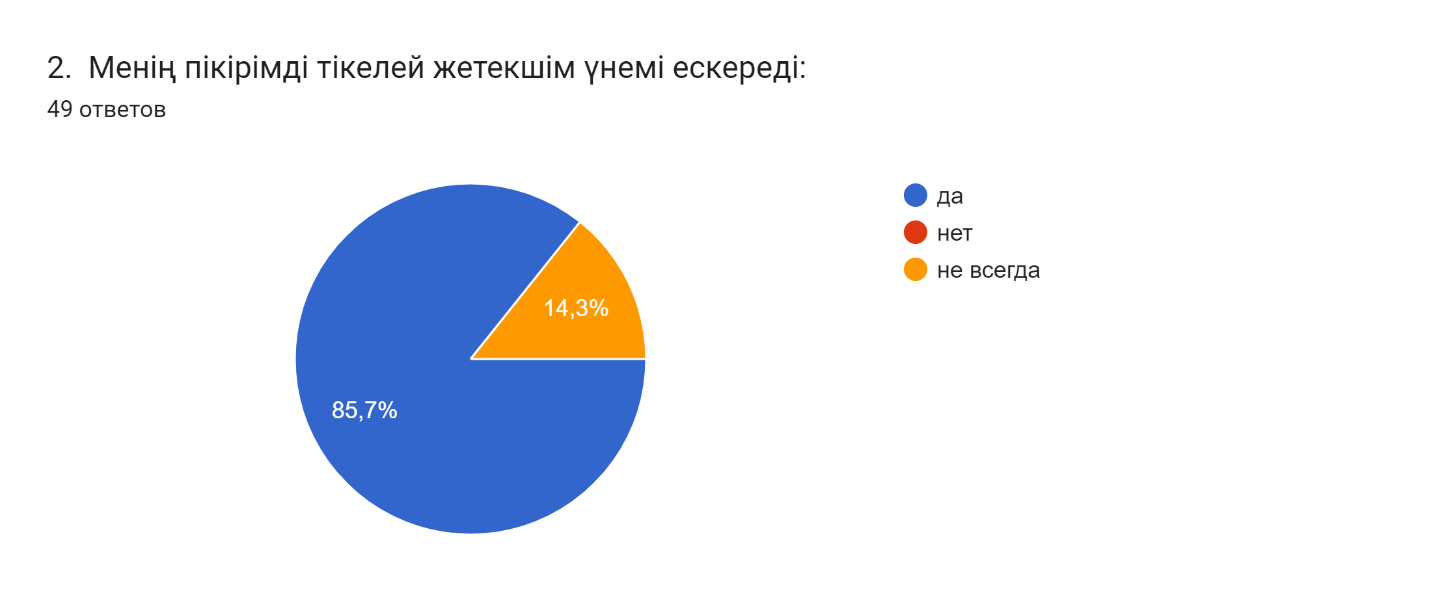 2. Менің пікірімді тікелей жетекшім үнемі ескереді:
49 ответов
да
нет
не всегда
14,3%
85,7%